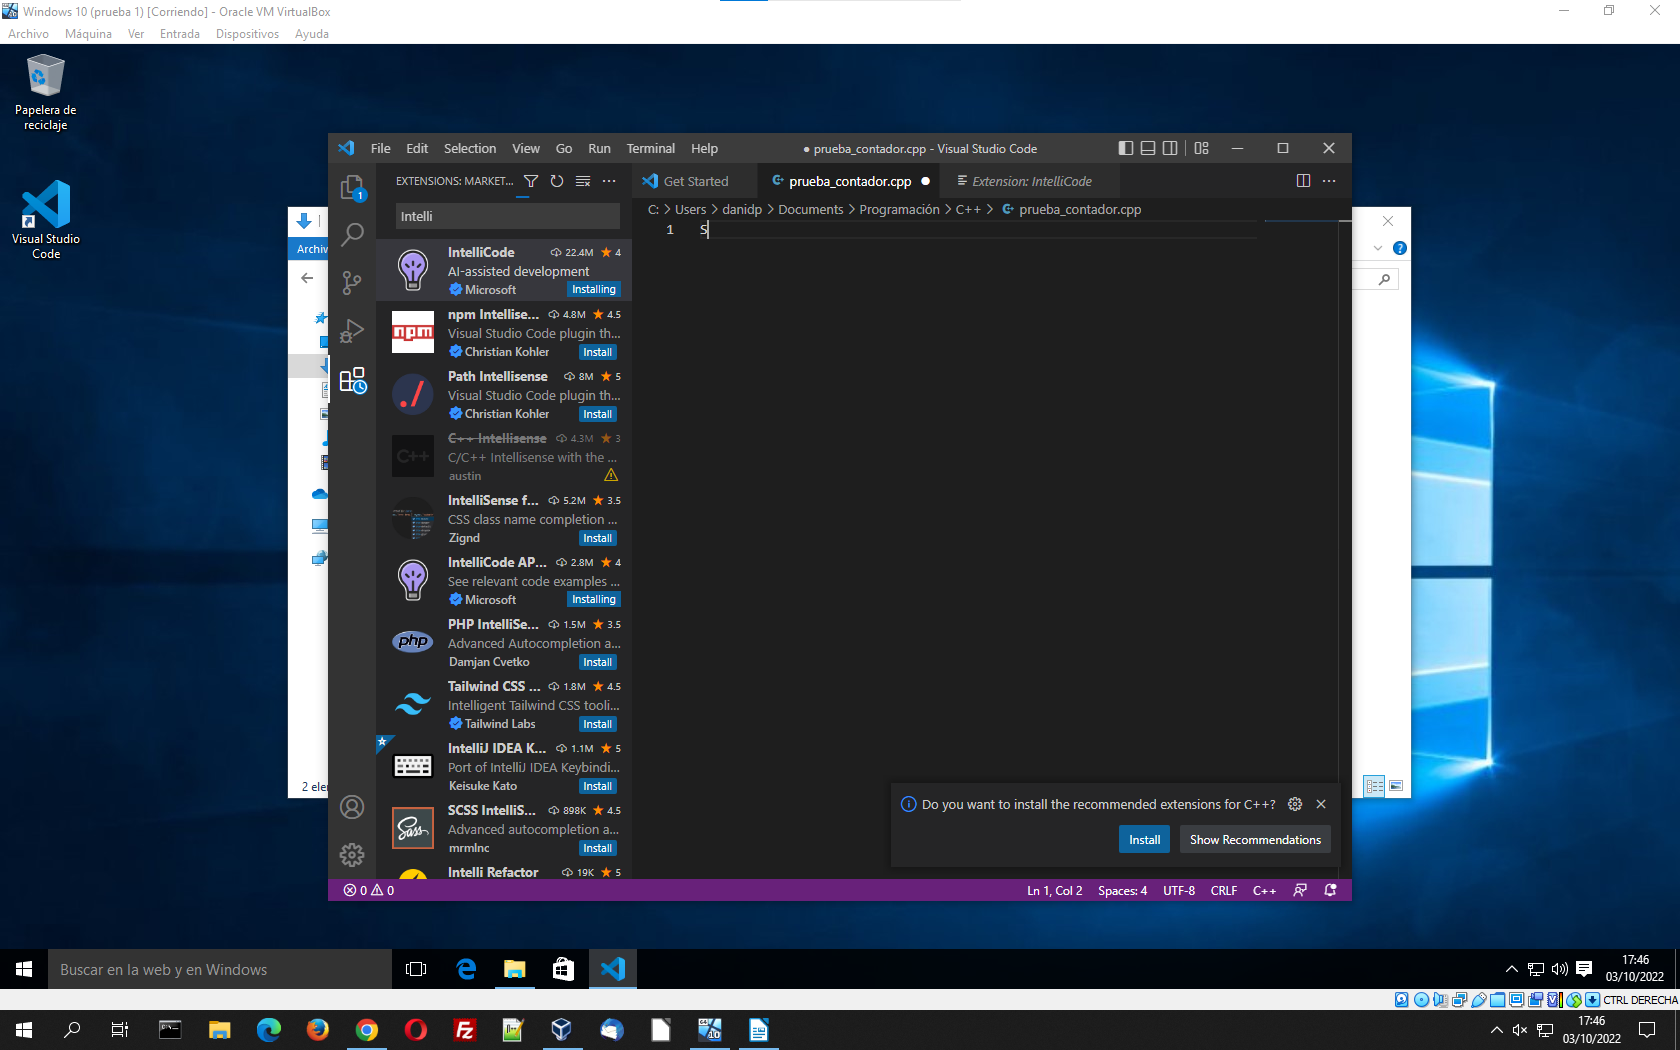 Windows 10 (prueba 1) [Corriendo] - Oracle VM VirtualBox
Archivo Máquina Ver Entrada Dispositivos Ayuda
Papelera de
reciclaje
Visual Studio
Code
File Edit Selection View Go Run Terminal Help
● prueba_contador.cpp - Visual Studio Code
EXTENSIONS: MARKET...
Get Started
prueba_contador.cpp
Extension: IntelliCode
C: > Users > danidp > Documents > Programación > C++ > prueba_contador.cpp
1 S
Intelli
IntelliCode 22.4M 4
AI-assisted development
Microsoft Installing
npm Intellise... 4.8M 4.5
Visual Studio Code plugin th...
Christian Kohler Install
Path Intellisense 8M 5
Visual Studio Code plugin th...
Christian Kohler Install
C++ Intellisense 4.3M 3
C/C++ Intellisense with the ...
austin
IntelliSense f... 5.2M 3.5
CSS class name completion ...
Zignd Install
IntelliCode AP... 2.8M 4
See relevant code examples ...
Microsoft Installing
PHP IntelliSe... 1.5M 3.5
Advanced Autocompletion a...
Damjan Cvetko Install
Tailwind CSS ... 1.8M 4.5
Intelligent Tailwind CSS tooli...
Tailwind Labs Install
IntelliJ IDEA K... 1.1M 5
Port of IntelliJ IDEA Keybindi...
Keisuke Kato Install
SCSS IntelliS... 898K 4.5
Advanced autocompletion a...
mrmlnc Install
Intelli Refactor 19K 5
npm
C++
php
Sass
1
Archiv
2 eler
Do you want to install the recommended extensions for C++?
Install Show Recommendations
0 0
Ln 1, Col 2 Spaces: 4 UTF-8 CRLF C++
Buscar en la web y en Windows
17:46
03/10/2022
CTRL DERECHA
17:46
03/10/2022